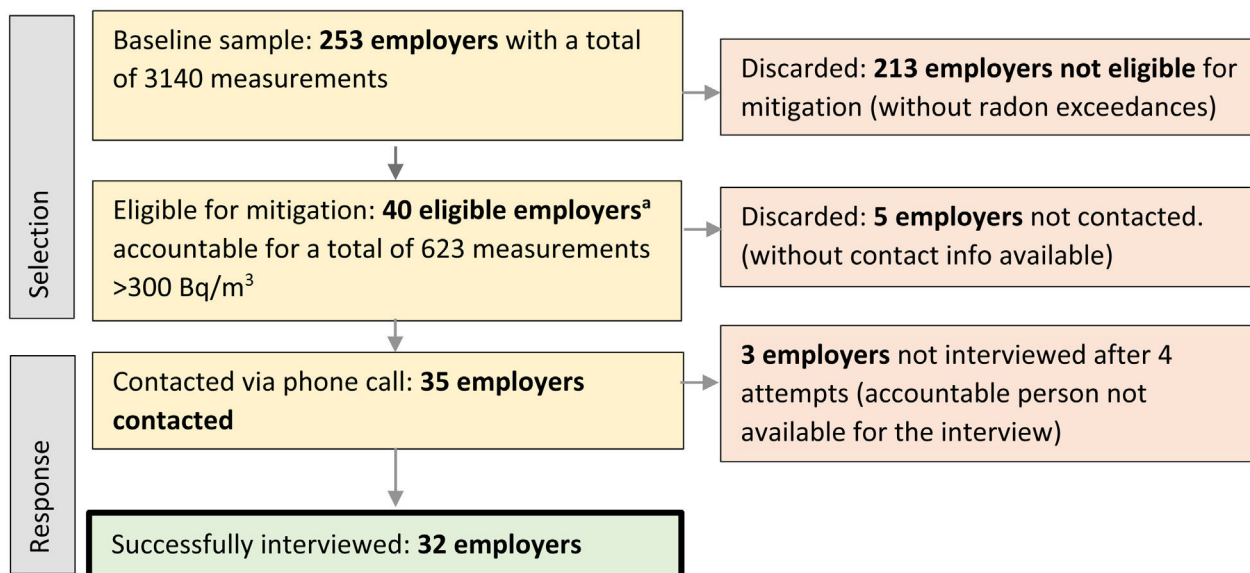 Baseline sample: 253 employers with a total
of 3140 measurements
Discarded: 213 employers not eligible for
mitigation (without radon exceedances)
Selection
Eligible for mitigation: 40 eligible employersᵃ
accountable for a total of 623 measurements
>300 Bq/m³
Discarded: 5 employers not contacted.
(without contact info available)
Response
Contacted via phone call: 35 employers
contacted
3 employers not interviewed after 4
attempts (accountable person not
available for the interview)
Successfully interviewed: 32 employers